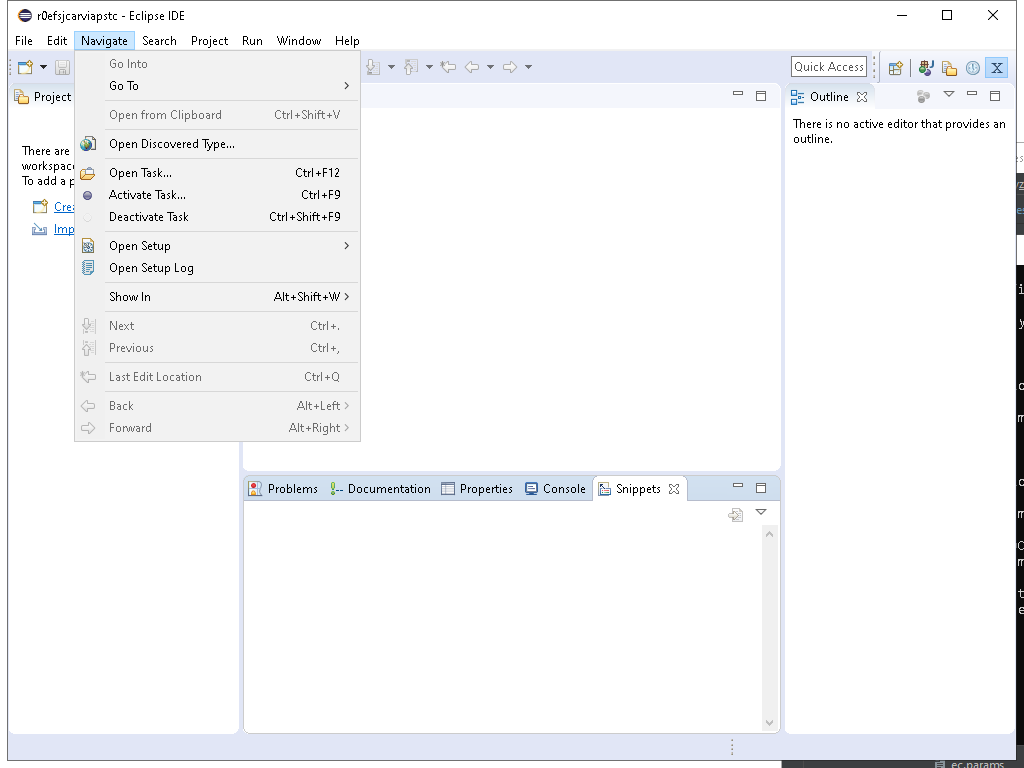 r0efsjcarviapstc - Eclipse IDE
File Edit Navigate Search Project Run Window Help
Quick Access
Project
There are
workspac
To add a p
Crea
Imp
Go Into
Go To
Open from Clipboard Ctrl+Shift+V
Open Discovered Type...
Open Task... Ctrl+F12
Activate Task... Ctrl+F9
Deactivate Task Ctrl+Shift+F9
Open Setup
Open Setup Log
Show In Alt+Shift+W
Next Ctrl+.
Previous Ctrl+,
Last Edit Location Ctrl+Q
Back Alt+Left
Forward Alt+Right
Outline
There is no active editor that provides an
outline.
Problems Documentation Properties Console Snippets
ec.params